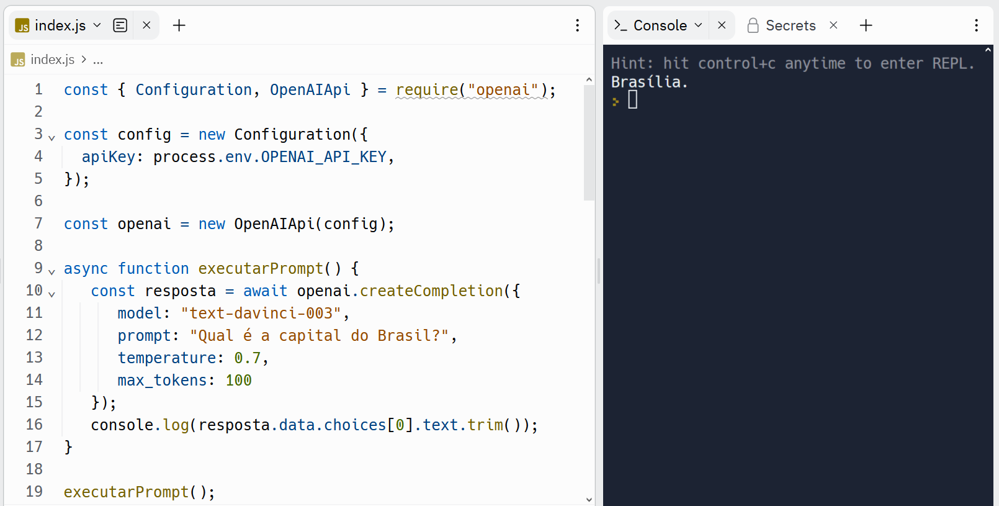 JS index.js
JS index.js > ...
1 const { Configuration, OpenAIApi } = require("openai");
2
3 const config = new Configuration({
4 apiKey: process.env.OPENAI_API_KEY,
5 });
6
7 const openai = new OpenAIApi(config);
8
9 async function executarPrompt() {
10 const resposta = await openai.createCompletion({
11 model: "text-davinci-003",
12 prompt: "Qual é a capital do Brasil?",
13 temperature: 0.7,
14 max_tokens: 100
15 });
16 console.log(resposta.data.choices[0].text.trim());
17 }
18
19 executarPrompt();
>_ Console Secrets
Hint: hit control+c anytime to enter REPL.
Brasília.
>